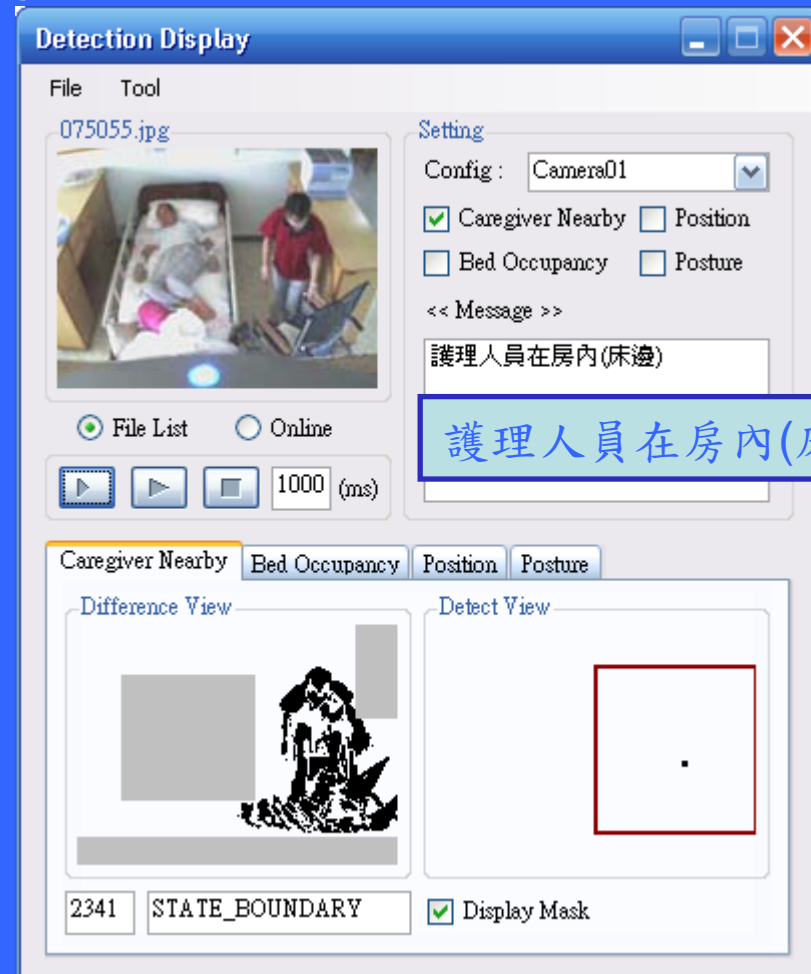 Detection Display
File Tool
075055.jpg
Setting
Config : Camera01
Caregiver Nearby Position
Bed Occupancy Posture
<< Message >>
護理人員在房內(床邊)
護理人員在房內(
File List Online
1000 (ms)
Caregiver Nearby Bed Occupancy Position Posture
Difference View
Detect View
2341 STATE_BOUNDARY Display Mask